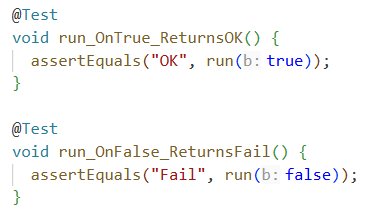 @Test
void run_OnTrue_ReturnsOK() {
  assertEquals("OK", run(b: true));
}

@Test
void run_OnFalse_ReturnsFail() {
  assertEquals("Fail", run(b: false));
}